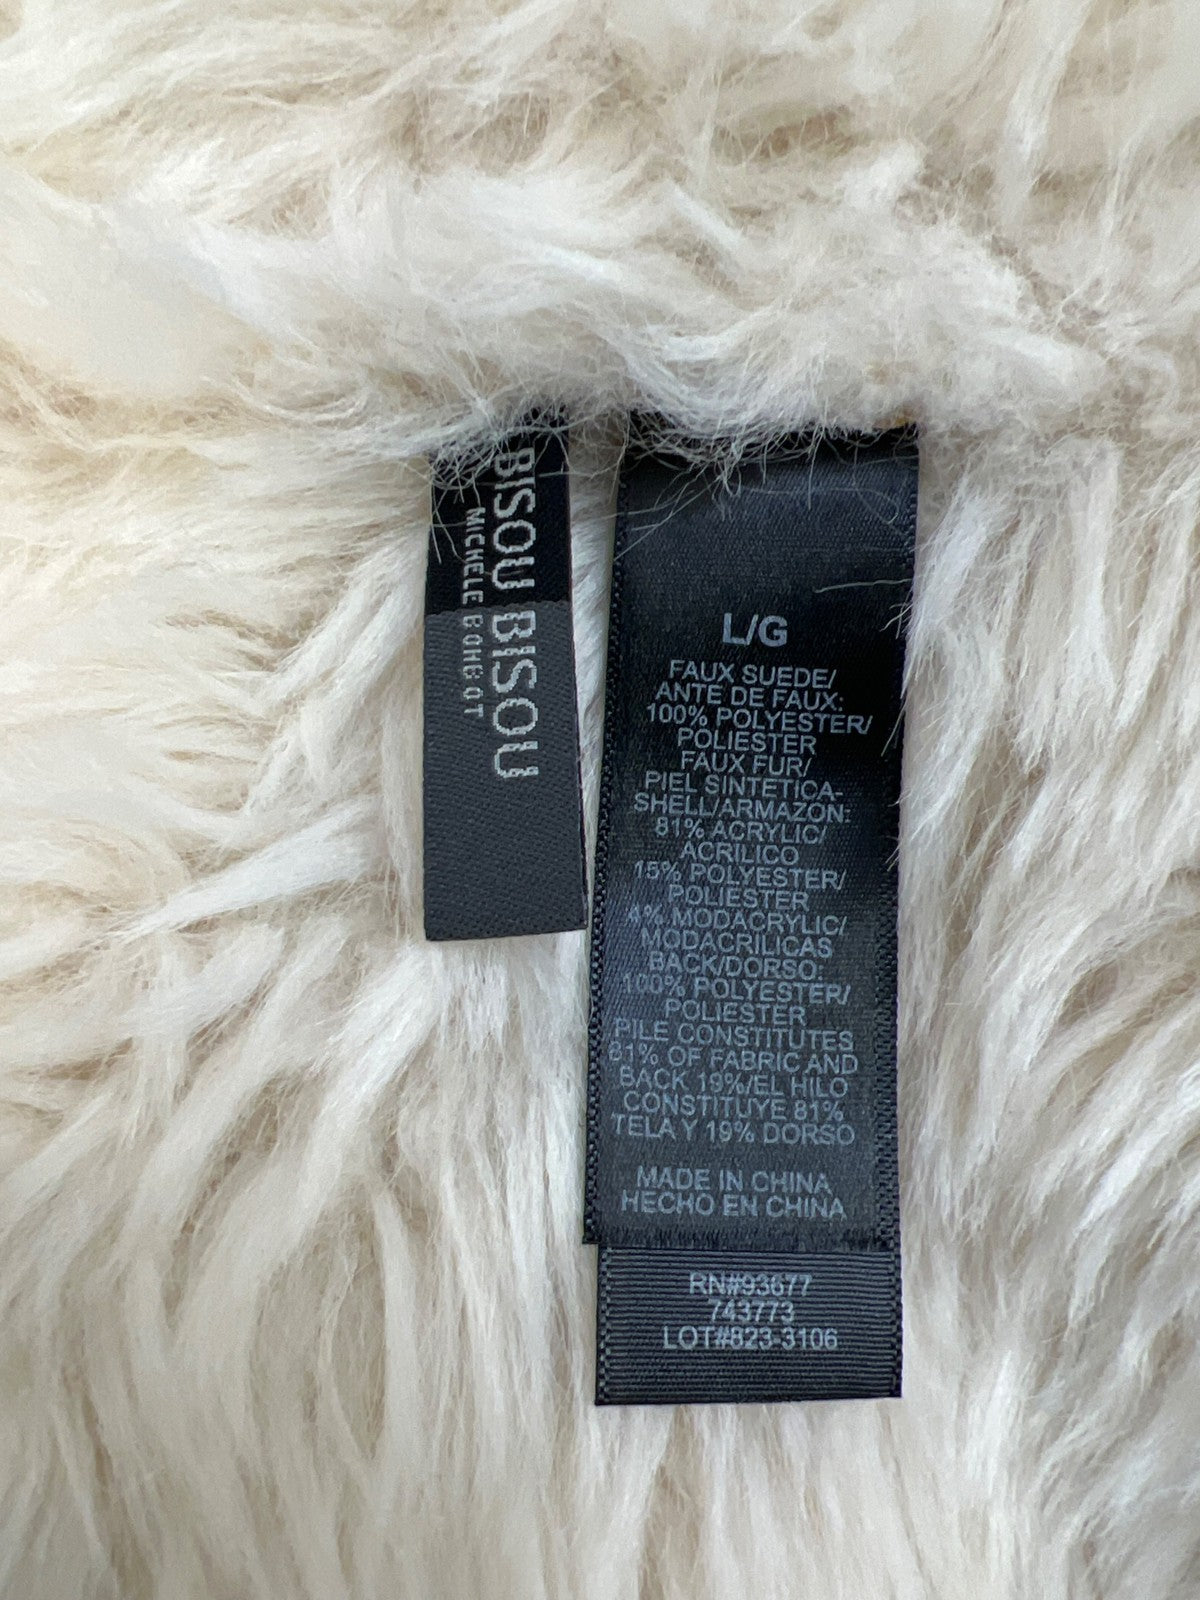 BISOU BISOU
MICHELE BOHBOT
L/G
FAUX SUEDE/
ANTE DE FAUX:
100% POLYESTER/
POLIESTER
FAUX FUR/
PIEL SINTETICA-
SHELL/ARMAZON:
81% ACRYLIC/
ACRILICO
15% POLYESTER/
POLIESTER
4% MODACRYLIC/
MODACRILICAS
BACK/DORSO:
100% POLYESTER/
POLIESTER
PILE CONSTITUTES
81% OF FABRIC AND
BACK 19%/EL HILO
CONSTITUYE 81%
TELA Y 19% DORSO
MADE IN CHINA
HECHO EN CHINA
RN#93677
743773
LOT#823-3106